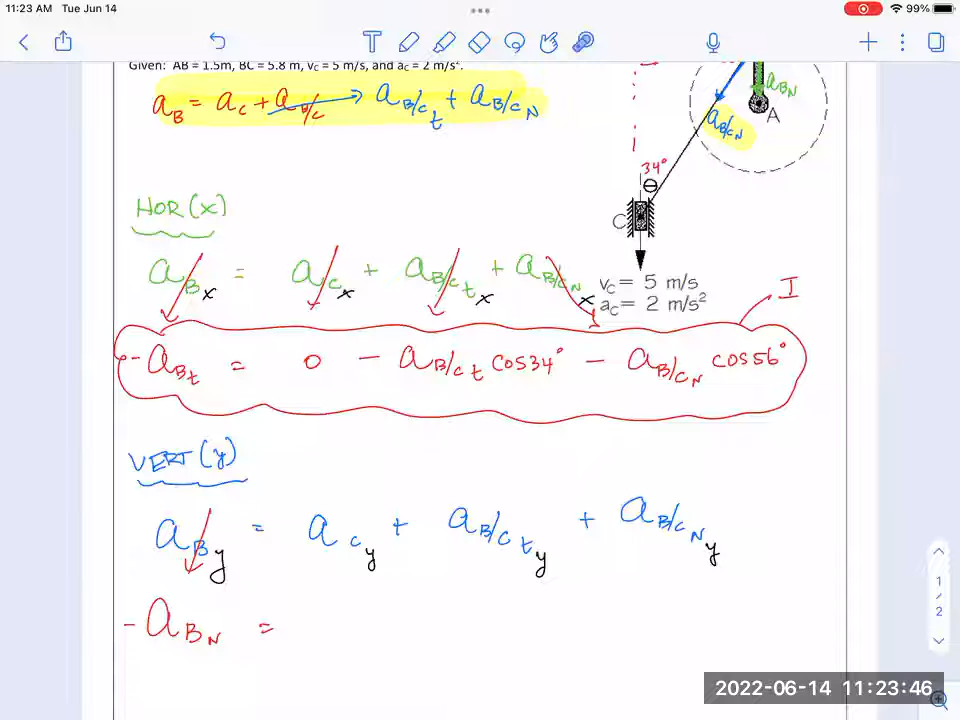 11:23 AM Tue Jun 14
99%
Given: AB = 1.5m, BC = 5.8 m, vC = 5 m/s, and aC = 2 m/s².
aB = aC + aB/C → aB/Ct + aB/CN
aBN
A
aB/CN
34°
θ
C
vC = 5 m/s
aC = 2 m/s²
HOR (x)
aBx = aCx + aB/Ctx + aB/CNx
I
- aBt = 0 - aB/Ct cos34° - aB/CN cos56°
VERT (y)
aBy = aCy + aB/Cty + aB/CNy
- aBN =
1
/
2
2022-06-14 11:23:46